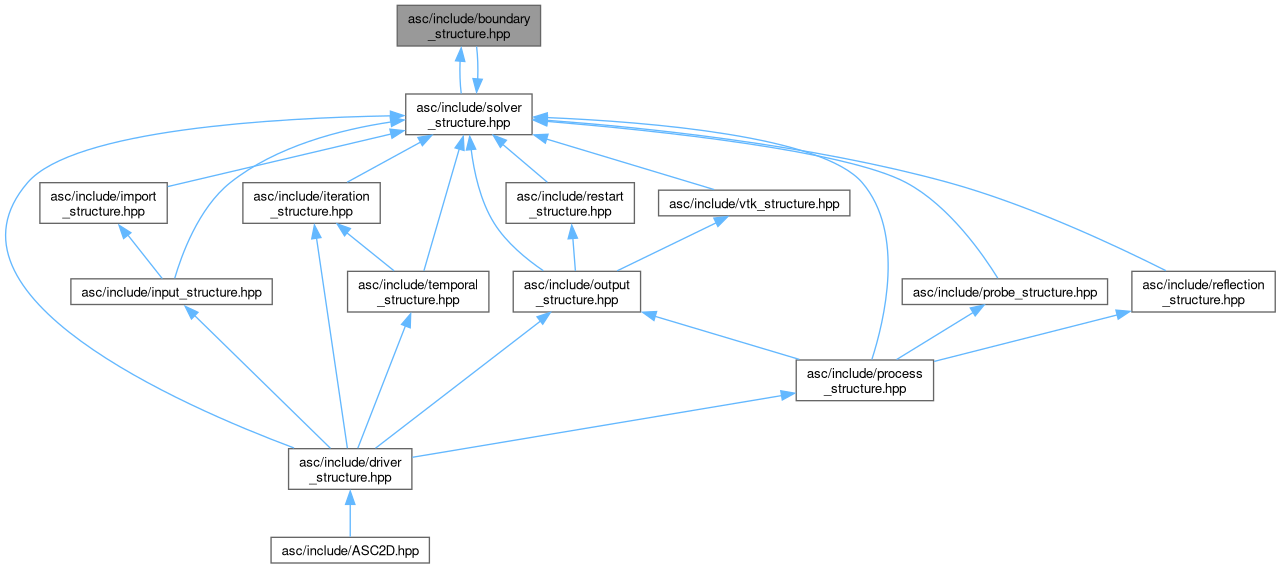 asc/include/boundary
_structure.hpp
asc/include/solver
_structure.hpp
asc/include/import
_structure.hpp
asc/include/iteration
_structure.hpp
asc/include/restart
_structure.hpp
asc/include/vtk_structure.hpp
asc/include/input_structure.hpp
asc/include/temporal
_structure.hpp
asc/include/output
_structure.hpp
asc/include/probe_structure.hpp
asc/include/reflection
_structure.hpp
asc/include/process
_structure.hpp
asc/include/driver
_structure.hpp
asc/include/ASC2D.hpp